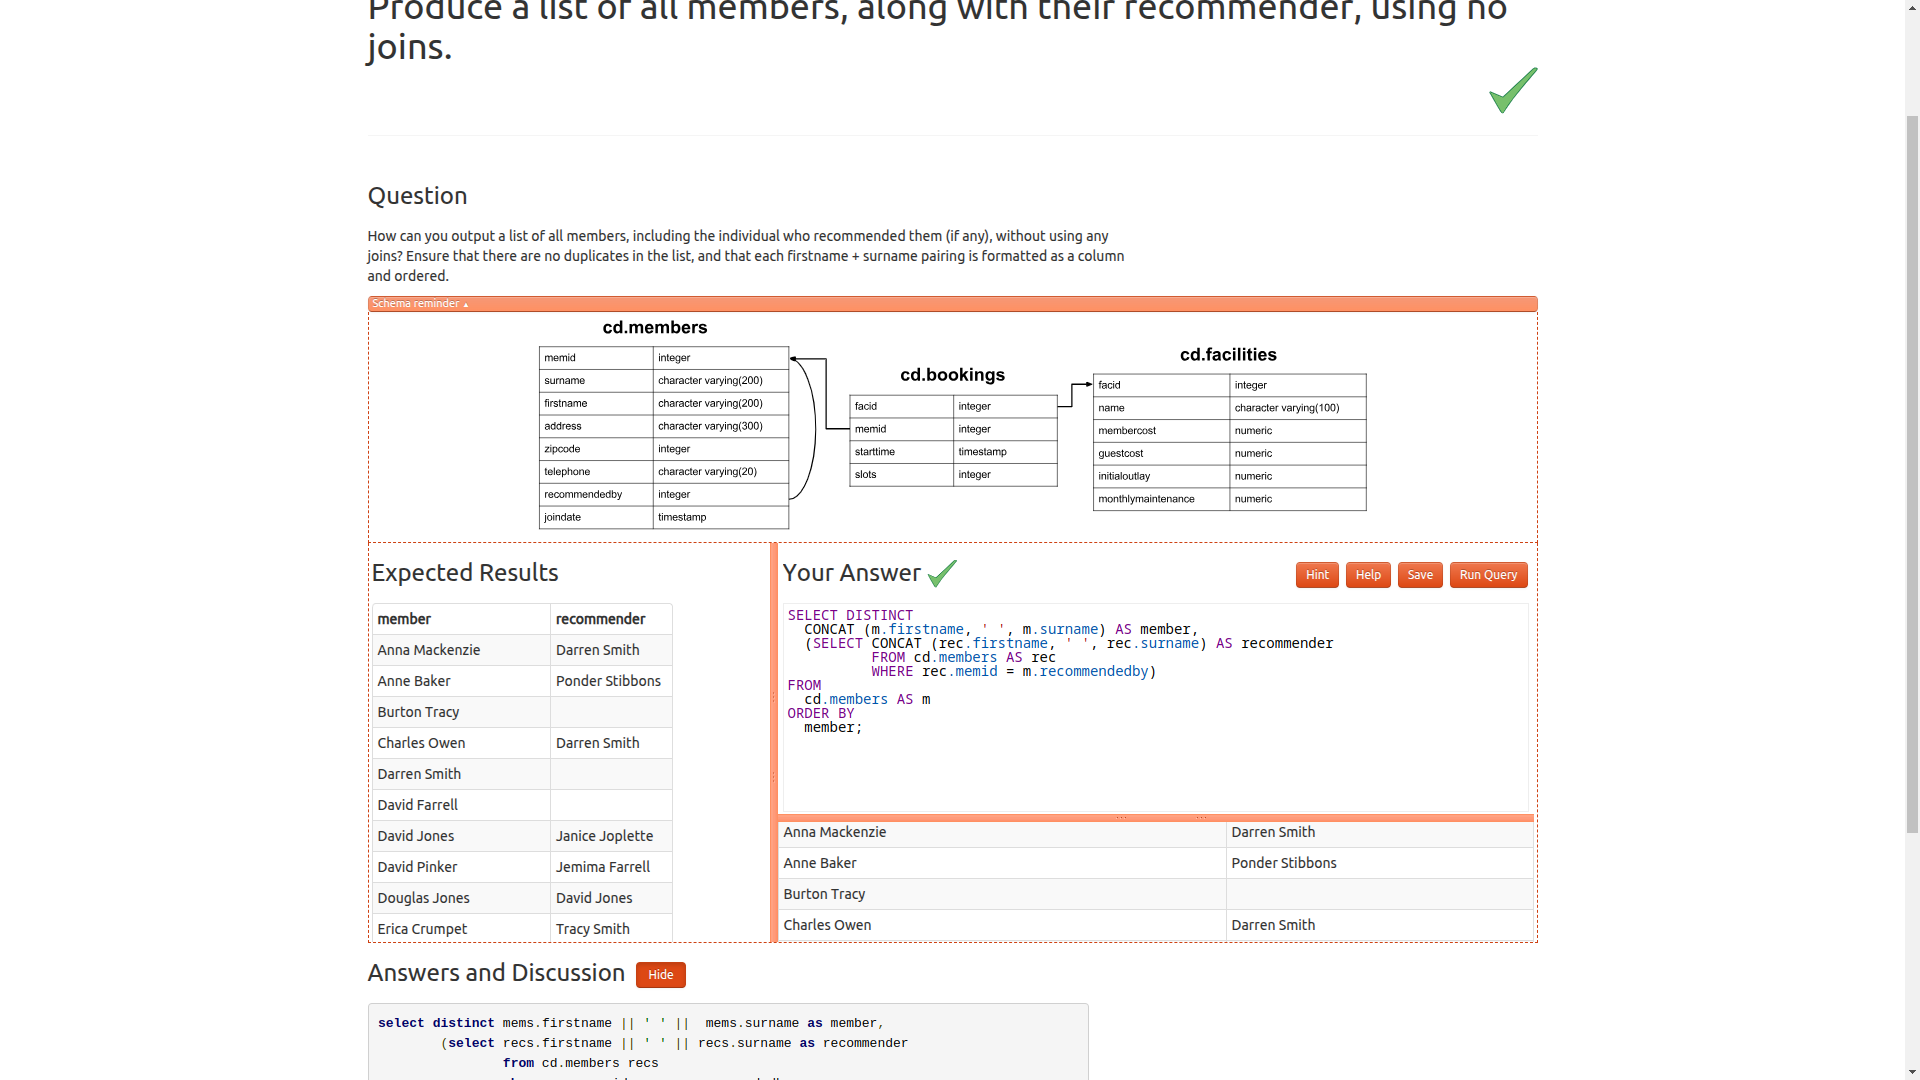 Produce a list of all members, along with their recommender, using no
joins.
Question
How can you output a list of all members, including the individual who recommended them (if any), without using any
joins? Ensure that there are no duplicates in the list, and that each firstname + surname pairing is formatted as a column
and ordered.
Schema reminder ▴
cd.members
memid integer
surname character varying(200)
firstname character varying(200)
address character varying(300)
zipcode integer
telephone character varying(20)
recommendedby integer
joindate timestamp
cd.bookings
facid integer
memid integer
starttime timestamp
slots integer
cd.facilities
facid integer
name character varying(100)
membercost numeric
guestcost numeric
initialoutlay numeric
monthlymaintenance numeric
Expected Results
member recommender
Anna Mackenzie Darren Smith
Anne Baker Ponder Stibbons
Burton Tracy
Charles Owen Darren Smith
Darren Smith
David Farrell
David Jones Janice Joplette
David Pinker Jemima Farrell
Douglas Jones David Jones
Erica Crumpet Tracy Smith
Your Answer
Hint Help Save Run Query
SELECT DISTINCT
CONCAT (m.firstname, ' ', m.surname) AS member,
(SELECT CONCAT (rec.firstname, ' ', rec.surname) AS recommender
FROM cd.members AS rec
WHERE rec.memid = m.recommendedby)
FROM
cd.members AS m
ORDER BY
member;
Anna Mackenzie Darren Smith
Anne Baker Ponder Stibbons
Burton Tracy
Charles Owen Darren Smith
Answers and Discussion Hide
select distinct mems.firstname || ' ' ||  mems.surname as member,
(select recs.firstname || ' ' || recs.surname as recommender
from cd.members recs